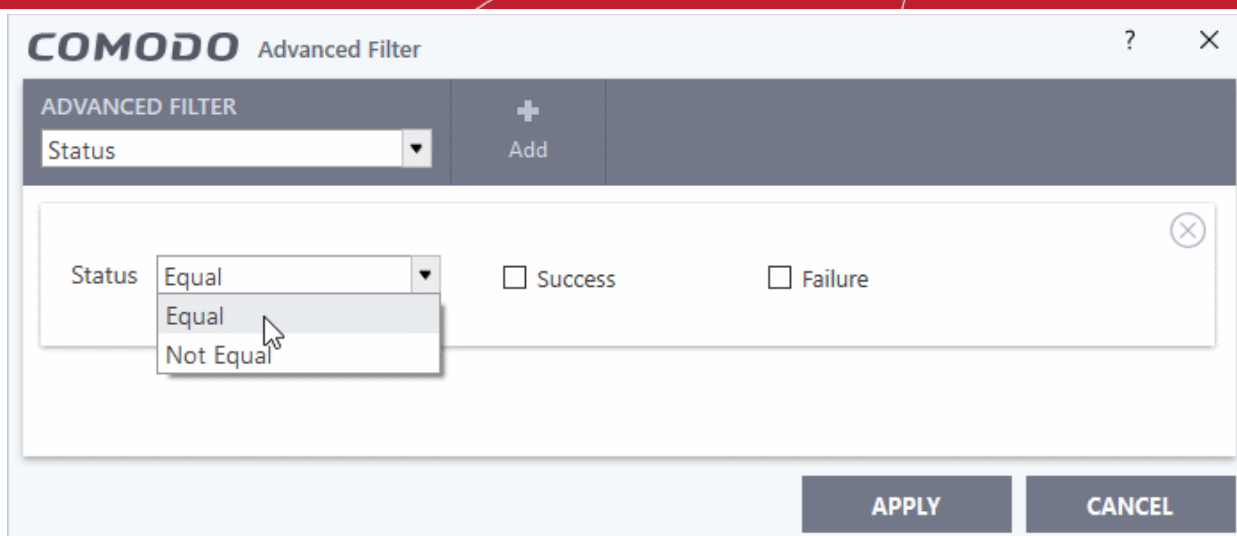 COMODO Advanced Filter ?
ADVANCED FILTER
Status
Add
Status Equal Success Failure
Equal
Not Equal
APPLY CANCEL